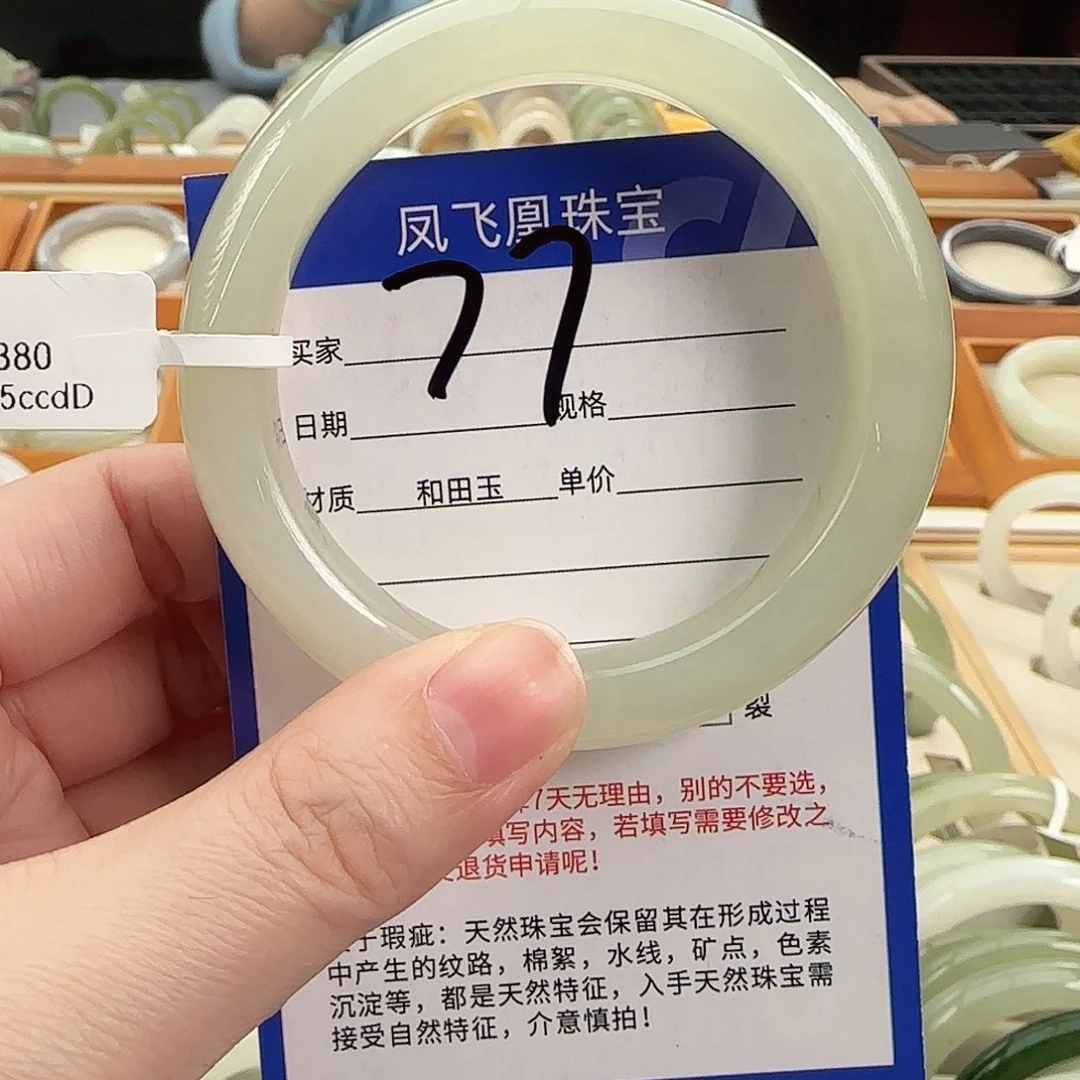 凤飞凰珠宝
77
380
5ccdD
买家
日期 规格
材质 和田玉 单价
裂
7天无理由，别的不要选，
填写内容，若填写需要修改之
退货申请呢！
于瑕疵：天然珠宝会保留其在形成过程
中产生的纹路，棉絮，水线，矿点，色素
沉淀等，都是天然特征，入手天然珠宝需
接受自然特征，介意慎拍！